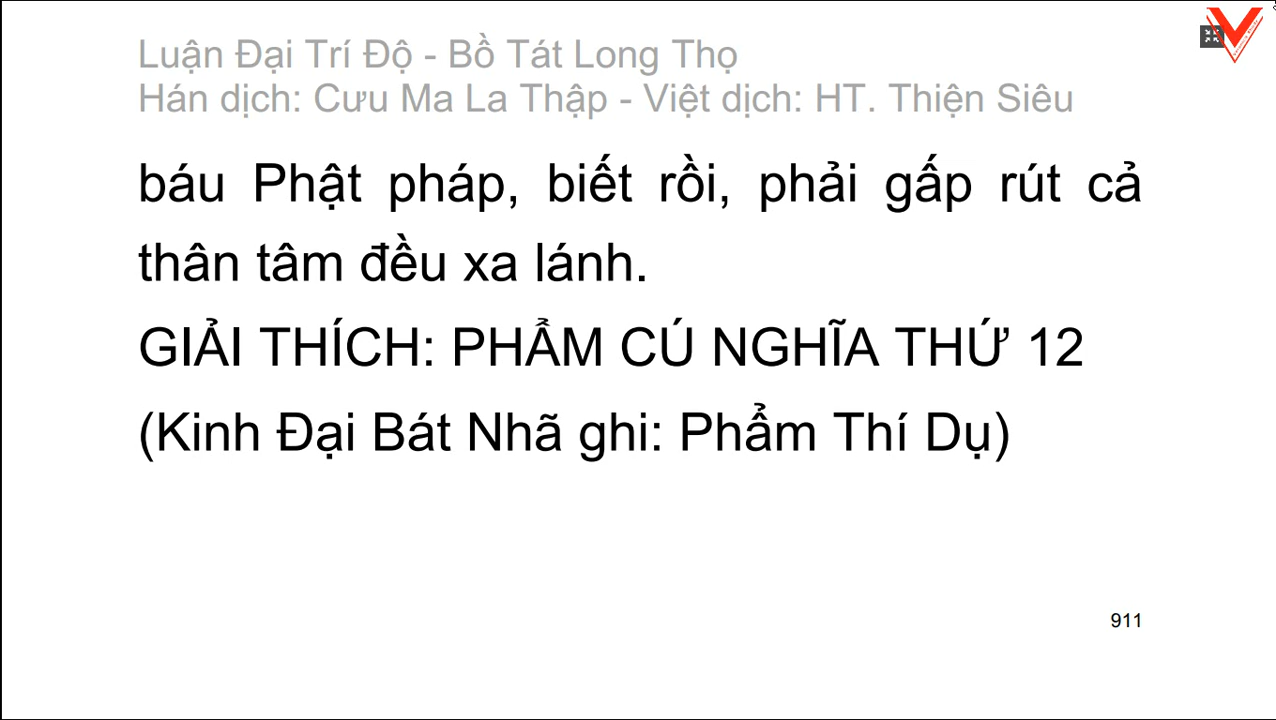 Luận Đại Trí Độ - Bồ Tát Long Thọ
Hán dịch: Cưu Ma La Thập - Việt dịch: HT. Thiện Siêu
báu Phật pháp, biết rồi, phải gấp rút cả
thân tâm đều xa lánh.
GIẢI THÍCH: PHẨM CÚ NGHĨA THỨ 12
(Kinh Đại Bát Nhã ghi: Phẩm Thí Dụ)
911